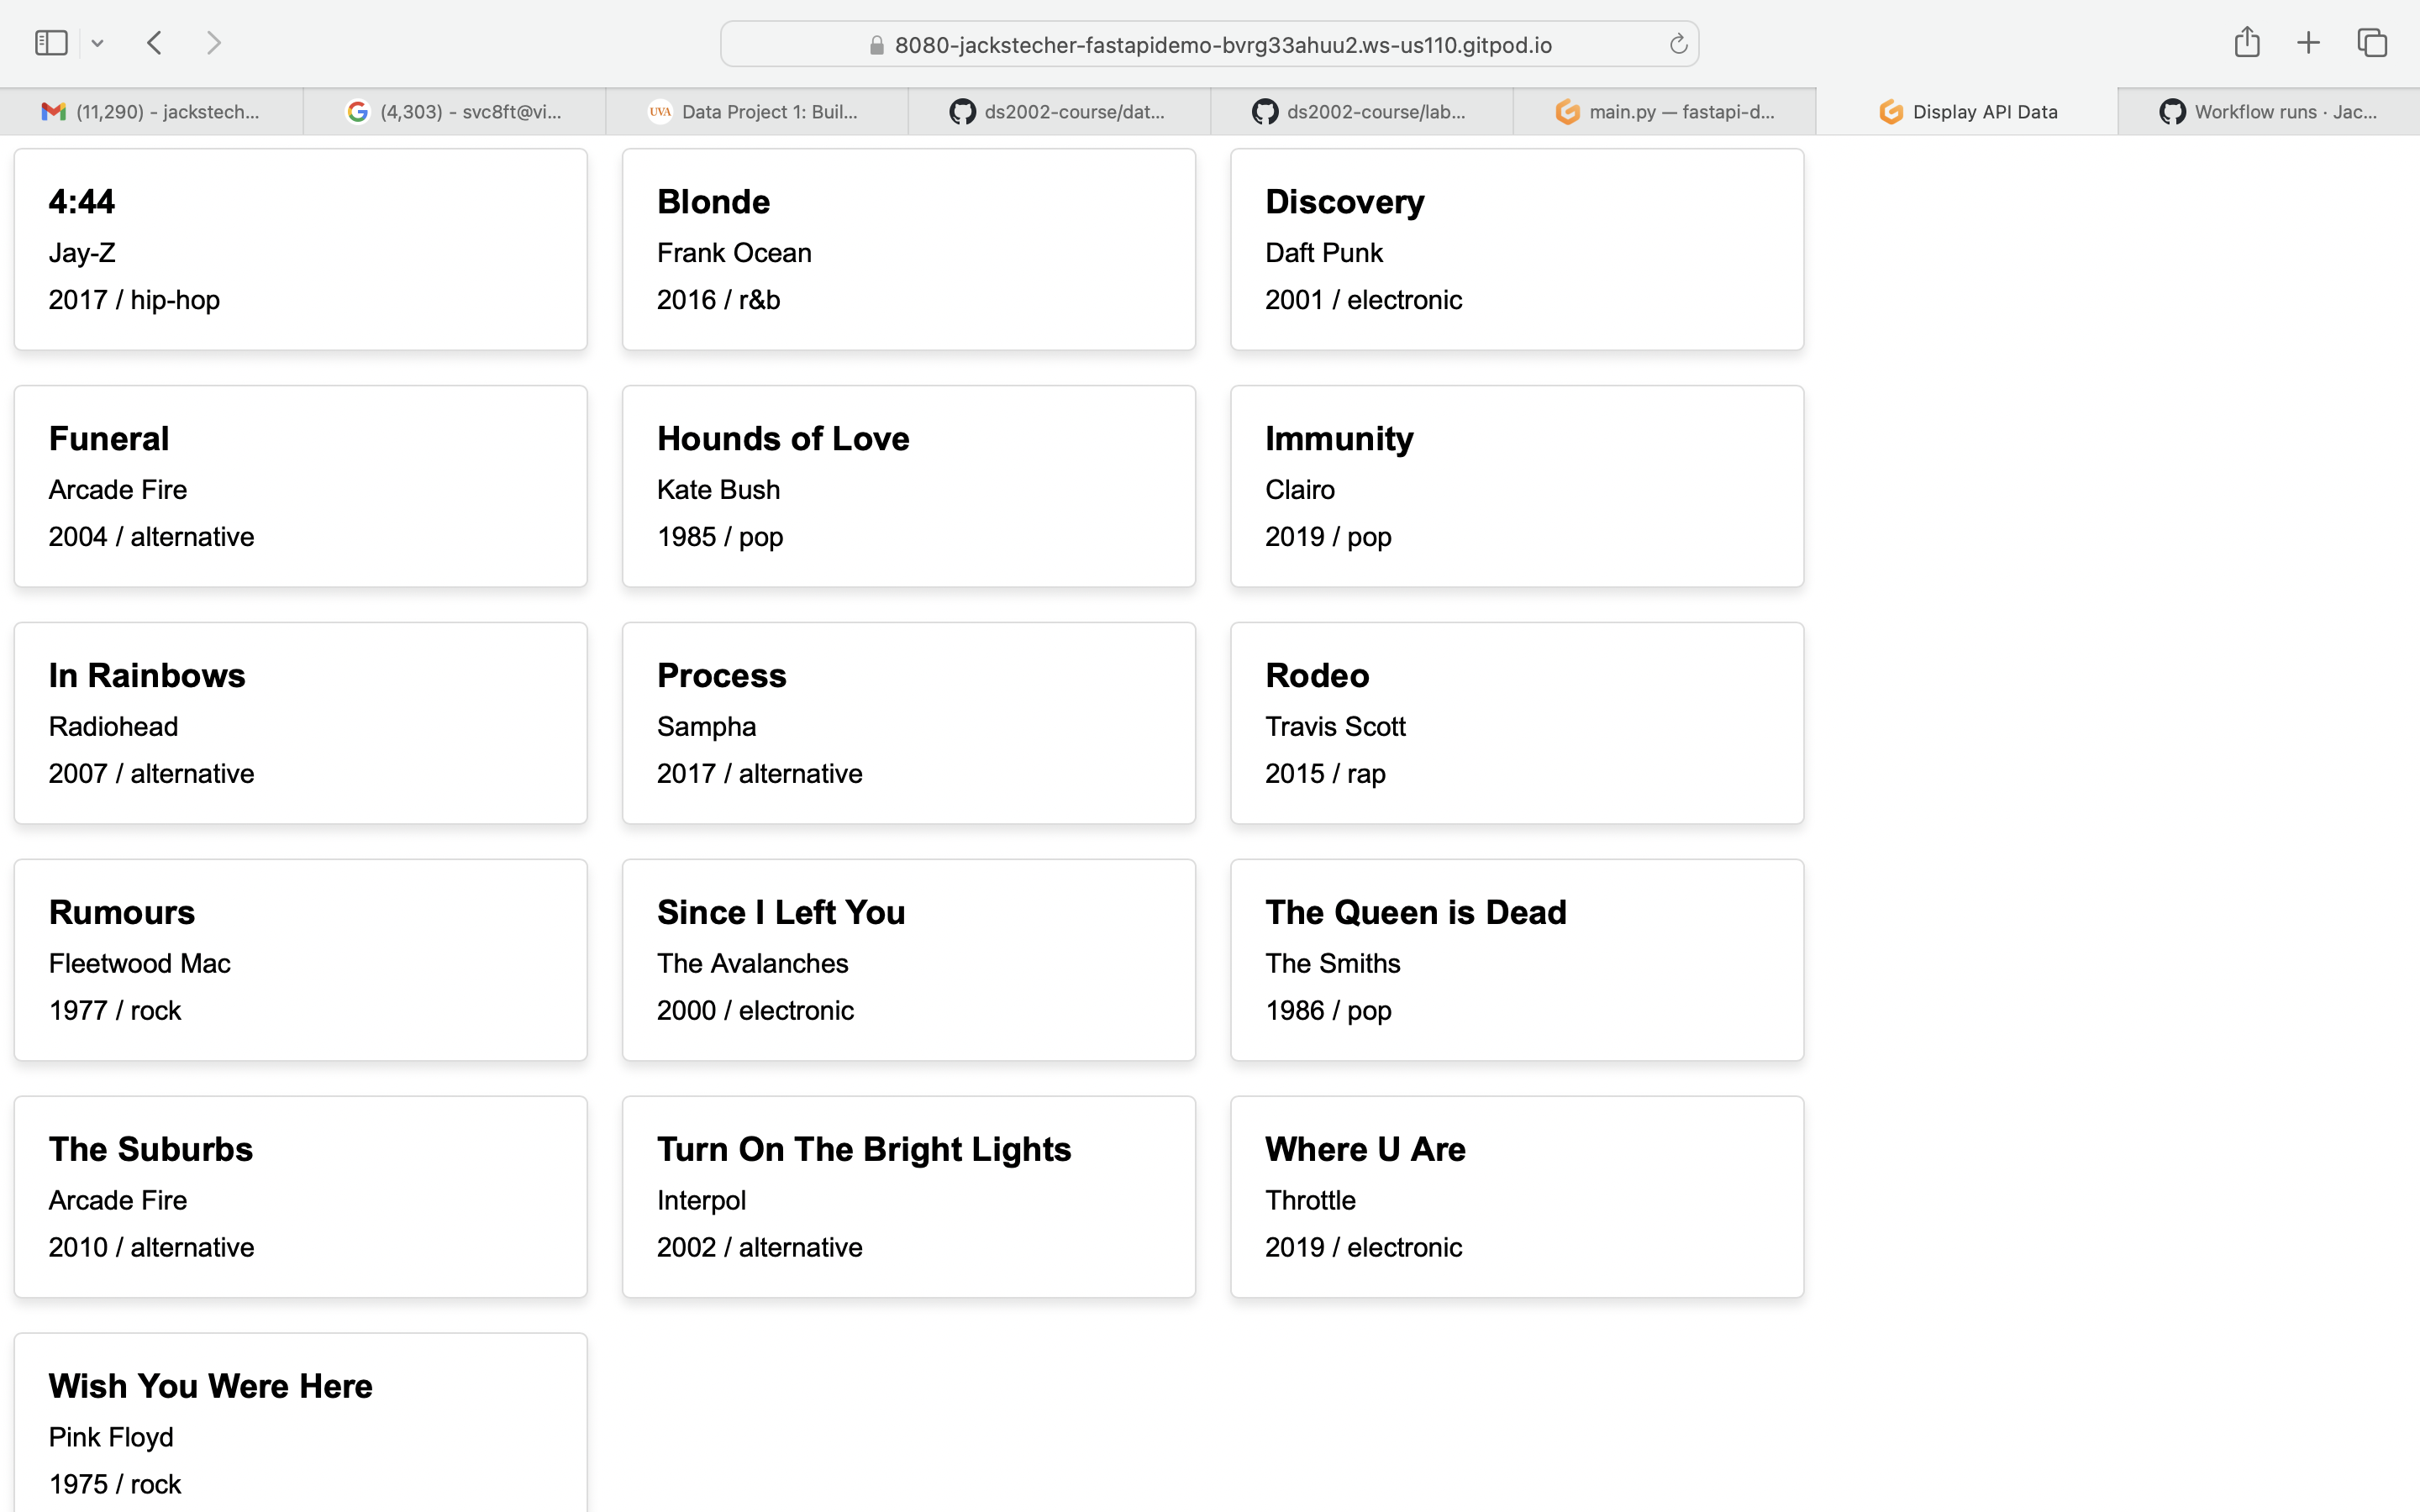 8080-jackstecher-fastapidemo-bvrg33ahuu2.ws-us110.gitpod.io
(11,290) - jackstech...
(4,303) - svc8ft@vi...
UVA
Data Project 1: Buil...
ds2002-course/dat...
ds2002-course/lab...
main.py — fastapi-d...
Display API Data
Workflow runs · Jac...
4:44
Jay-Z
2017 / hip-hop
Blonde
Frank Ocean
2016 / r&b
Discovery
Daft Punk
2001 / electronic
Funeral
Arcade Fire
2004 / alternative
Hounds of Love
Kate Bush
1985 / pop
Immunity
Clairo
2019 / pop
In Rainbows
Radiohead
2007 / alternative
Process
Sampha
2017 / alternative
Rodeo
Travis Scott
2015 / rap
Rumours
Fleetwood Mac
1977 / rock
Since I Left You
The Avalanches
2000 / electronic
The Queen is Dead
The Smiths
1986 / pop
The Suburbs
Arcade Fire
2010 / alternative
Turn On The Bright Lights
Interpol
2002 / alternative
Where U Are
Throttle
2019 / electronic
Wish You Were Here
Pink Floyd
1975 / rock